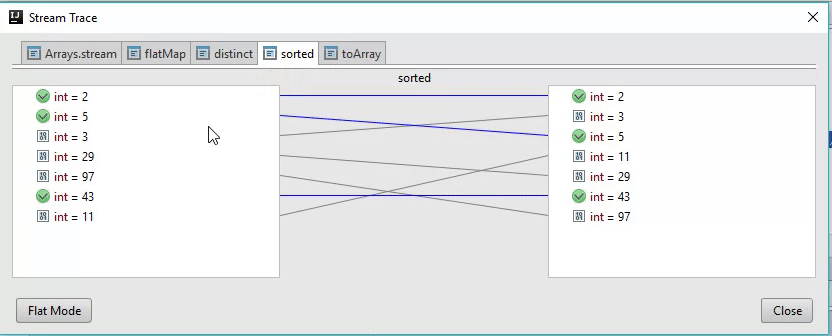 Stream Trace
Arrays.stream flatMap distinct sorted toArray
sorted
int = 2 int = 2
int = 5 int = 3
int = 3 int = 5
int = 29 int = 11
int = 97 int = 29
int = 43 int = 43
int = 11 int = 97
Flat Mode Close